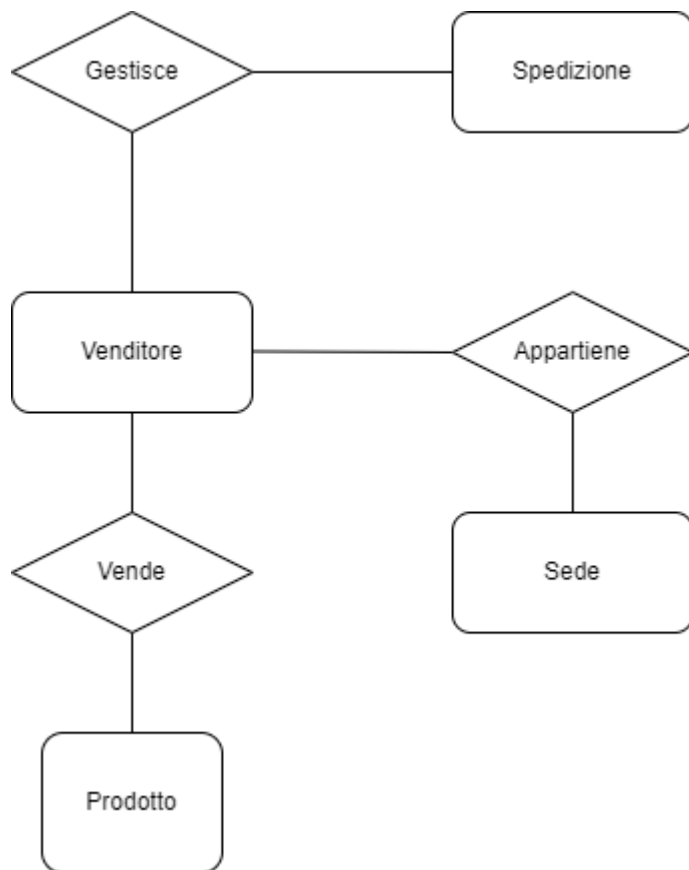 Gestisce
Spedizione
Venditore
Appartiene
Vende
Sede
Prodotto